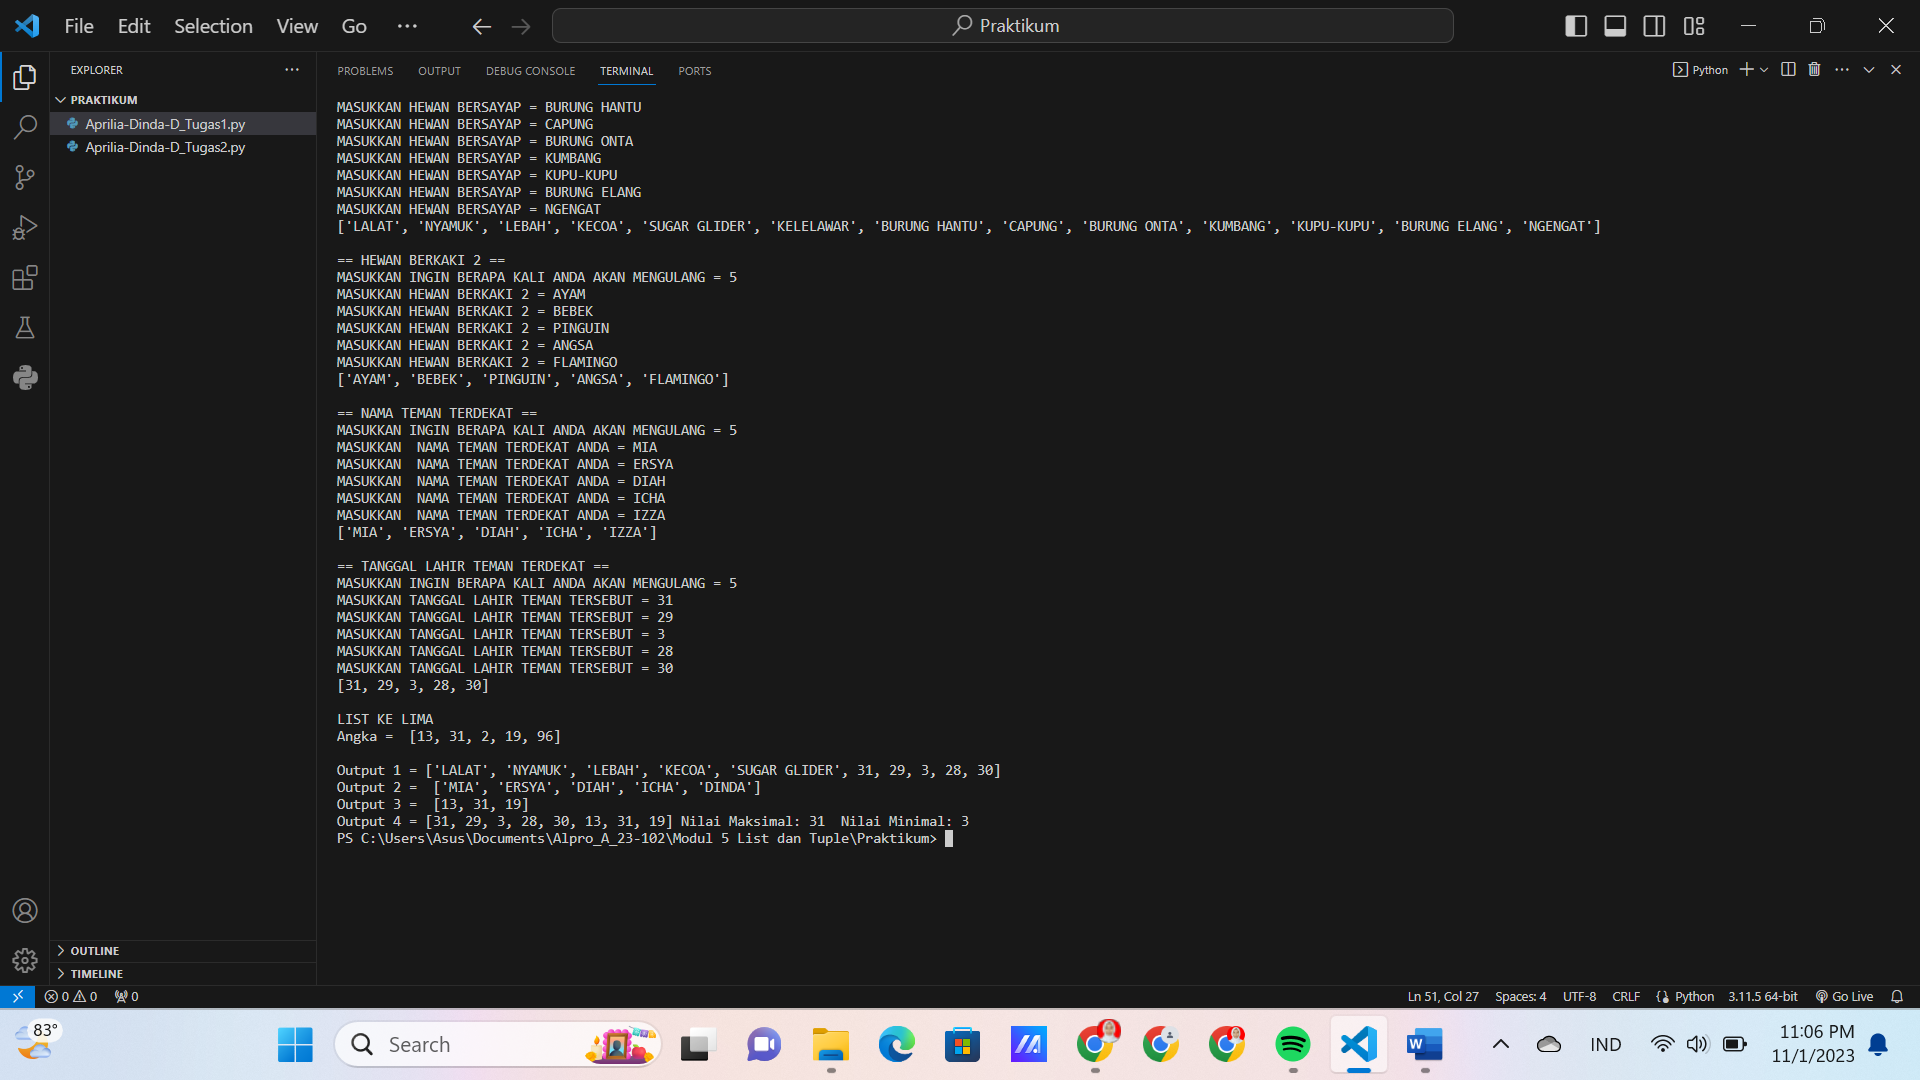 File Edit Selection View Go ... Praktikum
EXPLORER ...
PRAKTIKUM
Aprilia-Dinda-D_Tugas1.py
Aprilia-Dinda-D_Tugas2.py
OUTLINE
TIMELINE
PROBLEMS OUTPUT DEBUG CONSOLE TERMINAL PORTS Python
MASUKKAN HEWAN BERSAYAP = BURUNG HANTU
MASUKKAN HEWAN BERSAYAP = CAPUNG
MASUKKAN HEWAN BERSAYAP = BURUNG ONTA
MASUKKAN HEWAN BERSAYAP = KUMBANG
MASUKKAN HEWAN BERSAYAP = KUPU-KUPU
MASUKKAN HEWAN BERSAYAP = BURUNG ELANG
MASUKKAN HEWAN BERSAYAP = NGENGAT
['LALAT', 'NYAMUK', 'LEBAH', 'KECOA', 'SUGAR GLIDER', 'KELELAWAR', 'BURUNG HANTU', 'CAPUNG', 'BURUNG ONTA', 'KUMBANG', 'KUPU-KUPU', 'BURUNG ELANG', 'NGENGAT']
== HEWAN BERKAKI 2 ==
MASUKKAN INGIN BERAPA KALI ANDA AKAN MENGULANG = 5
MASUKKAN HEWAN BERKAKI 2 = AYAM
MASUKKAN HEWAN BERKAKI 2 = BEBEK
MASUKKAN HEWAN BERKAKI 2 = PINGUIN
MASUKKAN HEWAN BERKAKI 2 = ANGSA
MASUKKAN HEWAN BERKAKI 2 = FLAMINGO
['AYAM', 'BEBEK', 'PINGUIN', 'ANGSA', 'FLAMINGO']
== NAMA TEMAN TERDEKAT ==
MASUKKAN INGIN BERAPA KALI ANDA AKAN MENGULANG = 5
MASUKKAN  NAMA TEMAN TERDEKAT ANDA = MIA
MASUKKAN  NAMA TEMAN TERDEKAT ANDA = ERSYA
MASUKKAN  NAMA TEMAN TERDEKAT ANDA = DIAH
MASUKKAN  NAMA TEMAN TERDEKAT ANDA = ICHA
MASUKKAN  NAMA TEMAN TERDEKAT ANDA = IZZA
['MIA', 'ERSYA', 'DIAH', 'ICHA', 'IZZA']
== TANGGAL LAHIR TEMAN TERDEKAT ==
MASUKKAN INGIN BERAPA KALI ANDA AKAN MENGULANG = 5
MASUKKAN TANGGAL LAHIR TEMAN TERSEBUT = 31
MASUKKAN TANGGAL LAHIR TEMAN TERSEBUT = 29
MASUKKAN TANGGAL LAHIR TEMAN TERSEBUT = 3
MASUKKAN TANGGAL LAHIR TEMAN TERSEBUT = 28
MASUKKAN TANGGAL LAHIR TEMAN TERSEBUT = 30
[31, 29, 3, 28, 30]
LIST KE LIMA
Angka =  [13, 31, 2, 19, 96]
Output 1 = ['LALAT', 'NYAMUK', 'LEBAH', 'KECOA', 'SUGAR GLIDER', 31, 29, 3, 28, 30]
Output 2 =  ['MIA', 'ERSYA', 'DIAH', 'ICHA', 'DINDA']
Output 3 =  [13, 31, 19]
Output 4 = [31, 29, 3, 28, 30, 13, 31, 19] Nilai Maksimal: 31  Nilai Minimal: 3
PS C:\Users\Asus\Documents\Alpro_A_23-102\Modul 5 List dan Tuple\Praktikum>
0 0 0 Ln 51, Col 27 Spaces: 4 UTF-8 CRLF Python 3.11.5 64-bit Go Live
83° Search IND 11:06 PM
11/1/2023